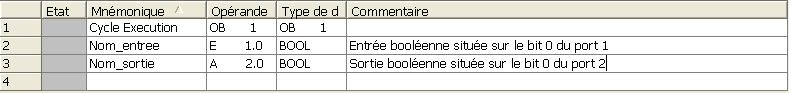 Etat Mnémonique Opérande Type de d Commentaire
1 Cycle Execution OB 1 OB 1
2 Nom_entree E 1.0 BOOL Entrée booléenne située sur le bit 0 du port 1
3 Nom_sortie A 2.0 BOOL Sortie booléenne située sur le bit 0 du port 2
4